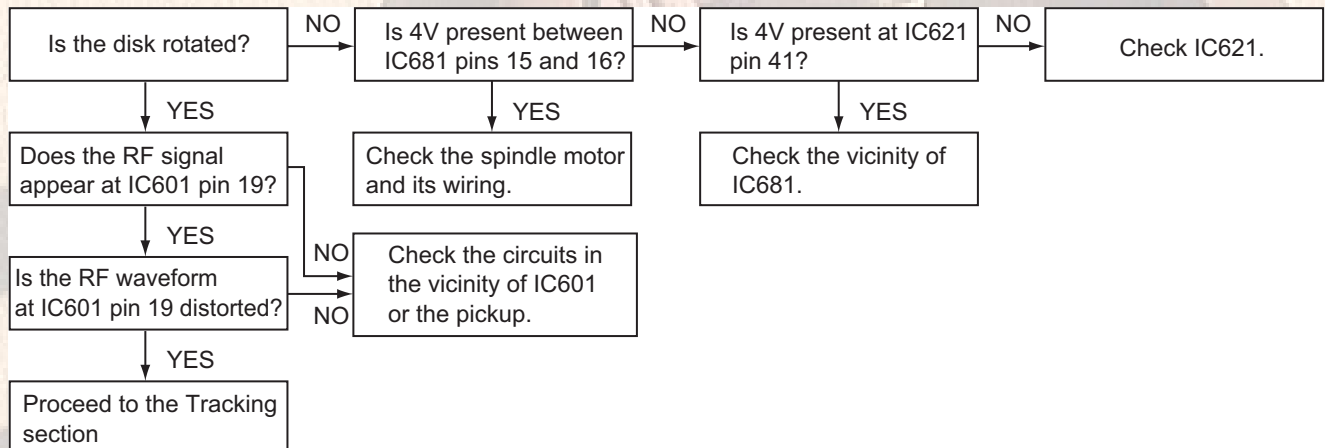 Is the disk rotated?
NO
Is 4V present between
IC681 pins 15 and 16?
NO
Is 4V present at IC621
pin 41?
NO
Check IC621.
YES
YES
YES
Does the RF signal
appear at IC601 pin 19?
Check the spindle motor
and its wiring.
Check the vicinity of
IC681.
YES
NO
Is the RF waveform
at IC601 pin 19 distorted?
NO
Check the circuits in
the vicinity of IC601
or the pickup.
YES
Proceed to the Tracking
section